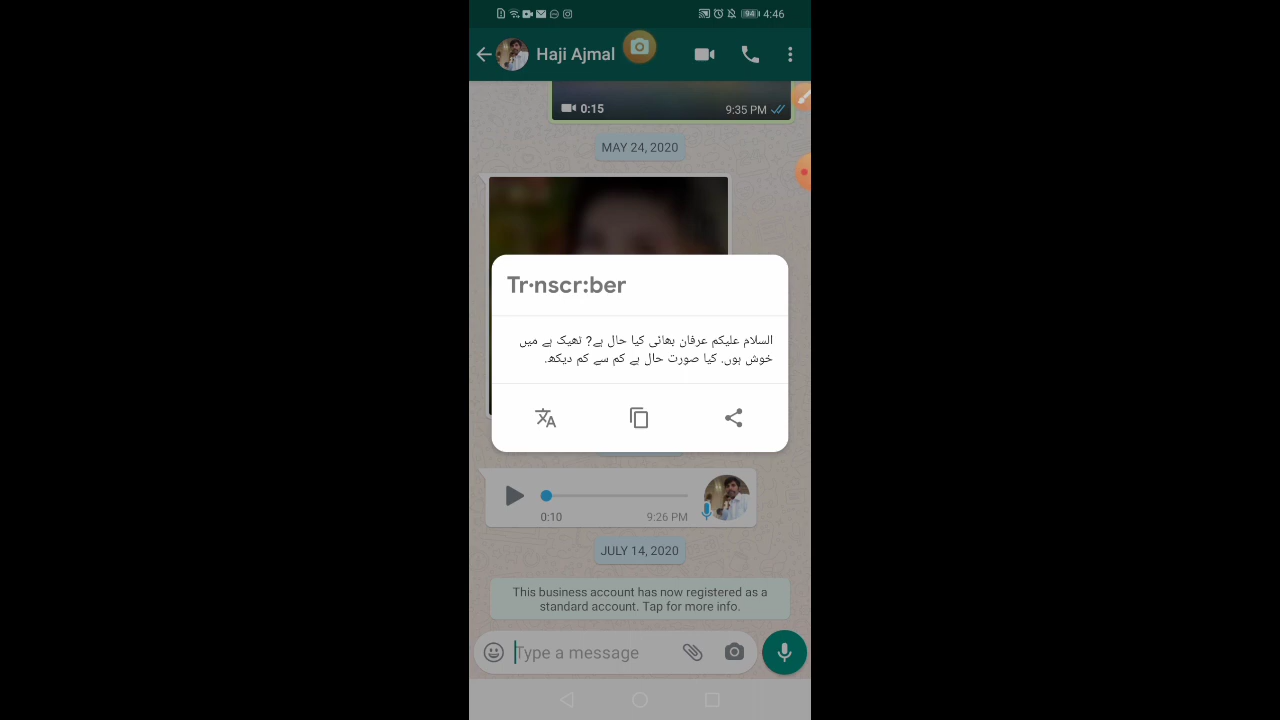 94 4:46
Haji Ajmal
0:15 9:35 PM
MAY 24, 2020
Tr·nscr:ber
السلام علیکم عرفان بھائی کیا حال ہے? ٹھیک ہے میں
خوش ہوں. کیا صورت حال ہے کم سے کم دیکھ.
0:10 9:26 PM
JULY 14, 2020
This business account has now registered as a
standard account. Tap for more info.
Type a message